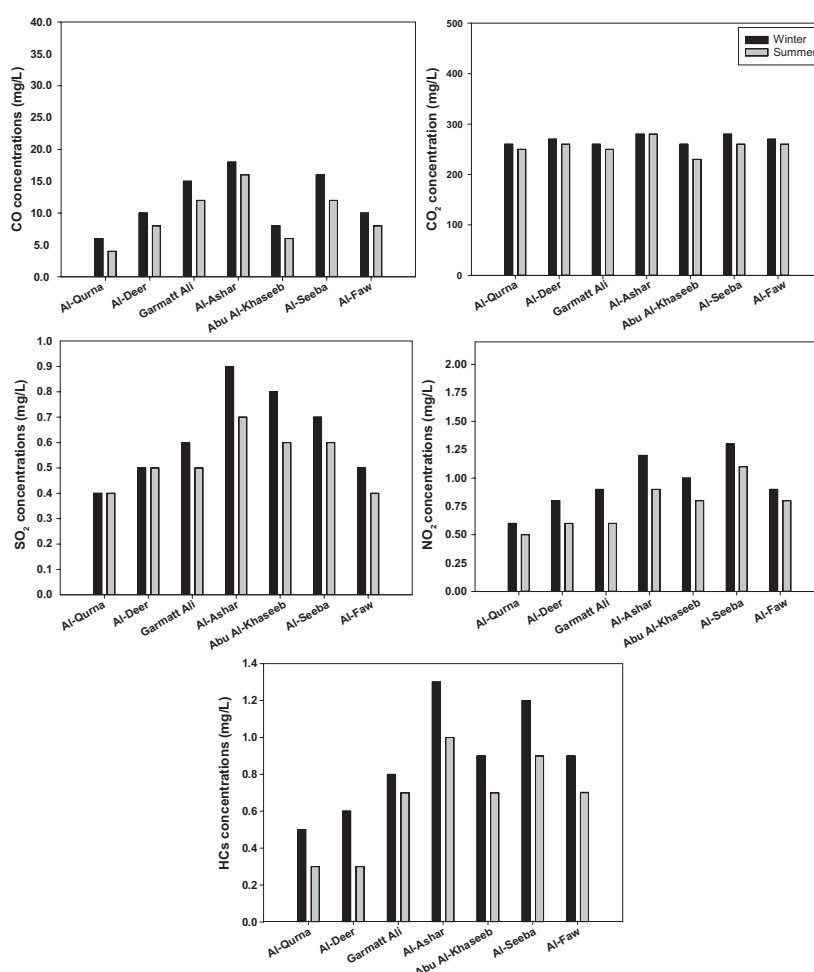 CO concentrations (mg/L)
40.0
35.0
30.0
25.0
20.0
15.0
10.0
5.0
0.0
Al-Qurna
Al-Deer
Garmatt Ali
Al-Ashar
Abu Al-Khaseeb
Al-Seeba
Al-Faw
CO2 concentration (mg/L)
500
400
300
200
100
0
Winter
Summer
Al-Qurna
Al-Deer
Garmatt Ali
Al-Ashar
Abu Al-Khaseeb
Al-Seeba
Al-Faw
SO2 concentrations (mg/L)
1.0
0.9
0.8
0.7
0.6
0.5
0.4
0.3
0.2
0.1
0.0
Al-Qurna
Al-Deer
Garmatt Ali
Al-Ashar
Abu Al-Khaseeb
Al-Seeba
Al-Faw
NO2 concentrations (mg/L)
2.00
1.75
1.50
1.25
1.00
0.75
0.50
0.25
0.00
Al-Qurna
Al-Deer
Garmatt Ali
Al-Ashar
Abu Al-Khaseeb
Al-Seeba
Al-Faw
HCs concentrations (mg/L)
1.4
1.2
1.0
0.8
0.6
0.4
0.2
0.0
Al-Qurna
Al-Deer
Garmatt Ali
Al-Ashar
Abu Al-Khaseeb
Al-Seeba
Al-Faw